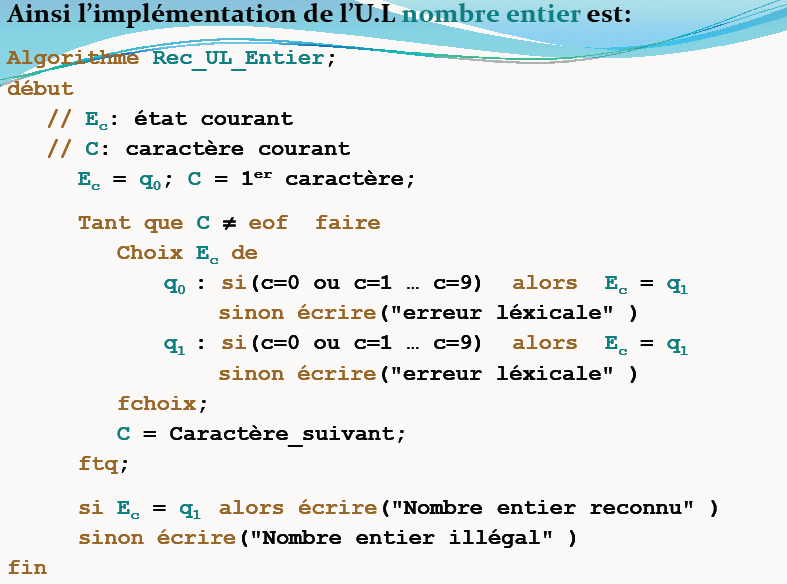 Ainsi l’implémentation de l’U.L nombre entier est:
Algorithme Rec_UL_Entier;
début
// Ec: état courant
// C: caractère courant
Ec = q0; C = 1er caractère;
Tant que C ≠ eof faire
Choix Ec de
q0 : si(c=0 ou c=1 … c=9) alors Ec = q1
sinon écrire("erreur léxicale" )
q1 : si(c=0 ou c=1 … c=9) alors Ec = q1
sinon écrire("erreur léxicale" )
fchoix;
C = Caractère_suivant;
ftq;
si Ec = q1 alors écrire("Nombre entier reconnu" )
sinon écrire("Nombre entier illégal" )
fin